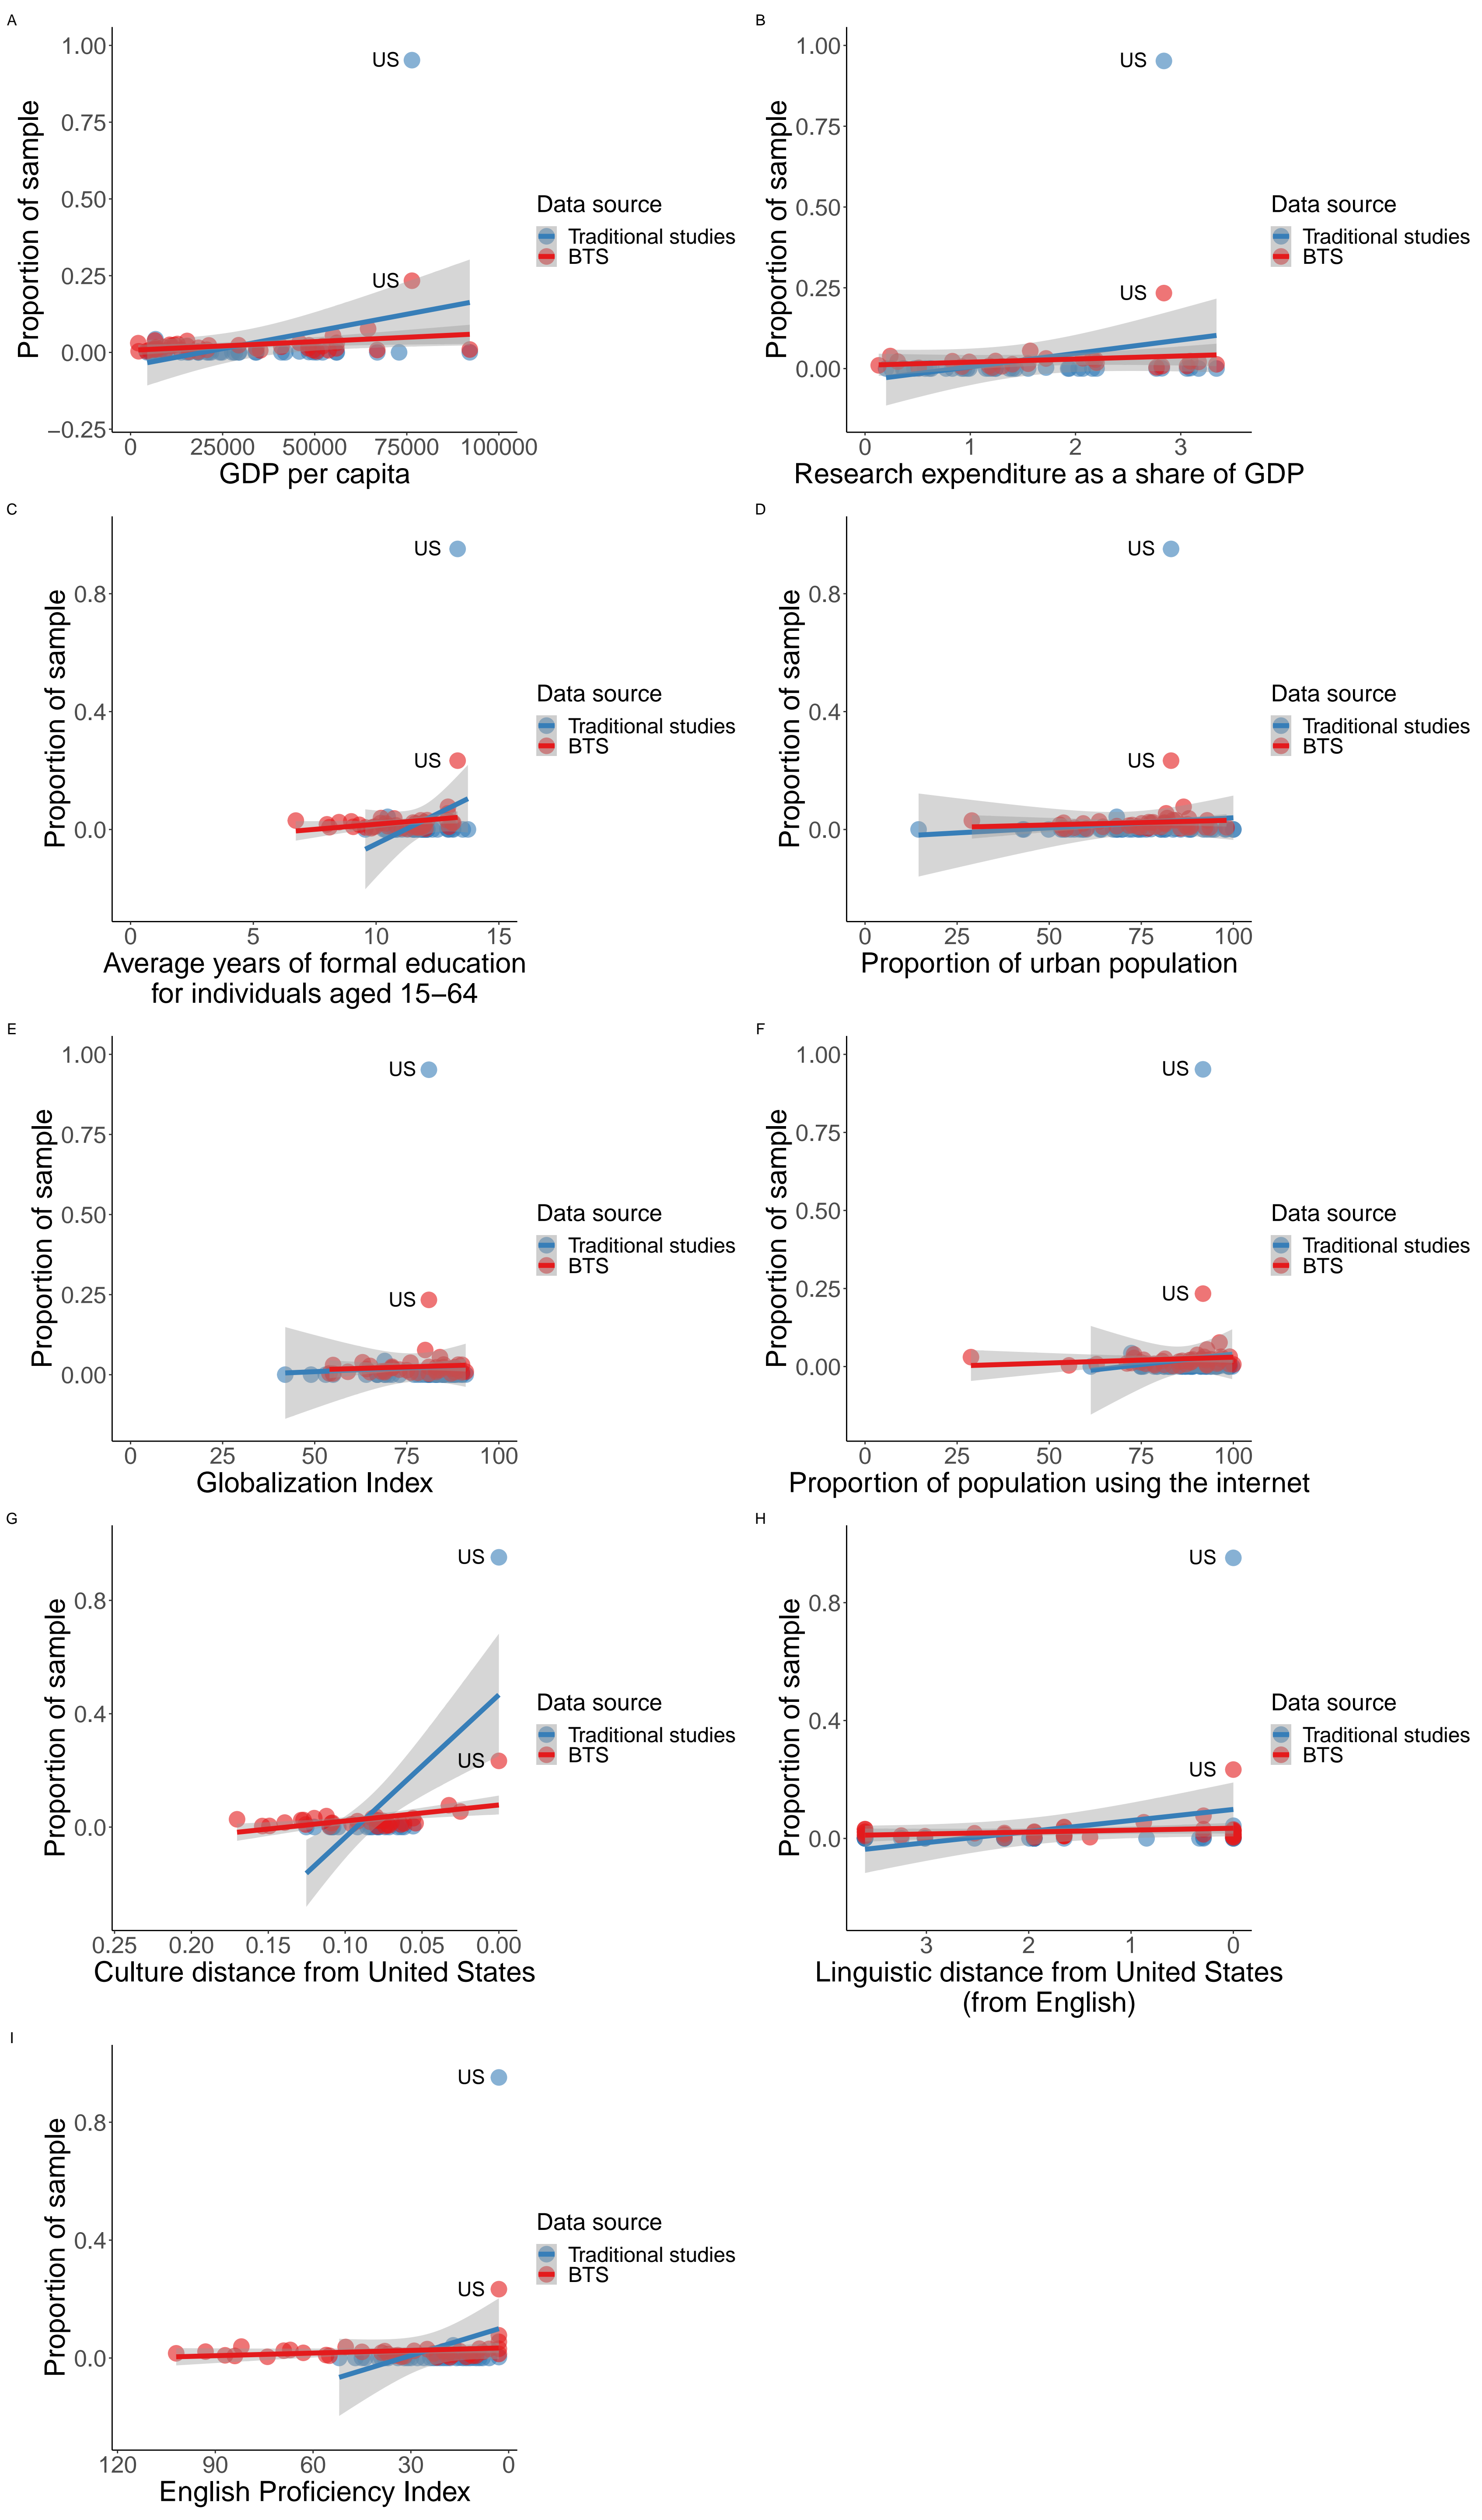 A
1.00
0.75
0.50
0.25
0.00
−0.25
Proportion of sample
US
US
0 25000 50000 75000 100000
GDP per capita
Data source
Traditional studies
BTS
B
1.00
0.75
0.50
0.25
0.00
Proportion of sample
US
US
0 1 2 3
Research expenditure as a share of GDP
Data source
Traditional studies
BTS
C
0.8
0.4
0.0
Proportion of sample
US
US
0 5 10 15
Average years of formal education
for individuals aged 15−64
Data source
Traditional studies
BTS
D
0.8
0.4
0.0
Proportion of sample
US
US
0 25 50 75 100
Proportion of urban population
Data source
Traditional studies
BTS
E
1.00
0.75
0.50
0.25
0.00
Proportion of sample
US
US
0 25 50 75 100
Globalization Index
Data source
Traditional studies
BTS
F
1.00
0.75
0.50
0.25
0.00
Proportion of sample
US
US
0 25 50 75 100
Proportion of population using the internet
Data source
Traditional studies
BTS
G
0.8
0.4
0.0
Proportion of sample
US
US
0.25 0.20 0.15 0.10 0.05 0.00
Culture distance from United States
Data source
Traditional studies
BTS
H
0.8
0.4
0.0
Proportion of sample
US
US
3 2 1 0
Linguistic distance from United States
(from English)
Data source
Traditional studies
BTS
I
0.8
0.4
0.0
Proportion of sample
US
US
120 90 60 30 0
English Proficiency Index
Data source
Traditional studies
BTS